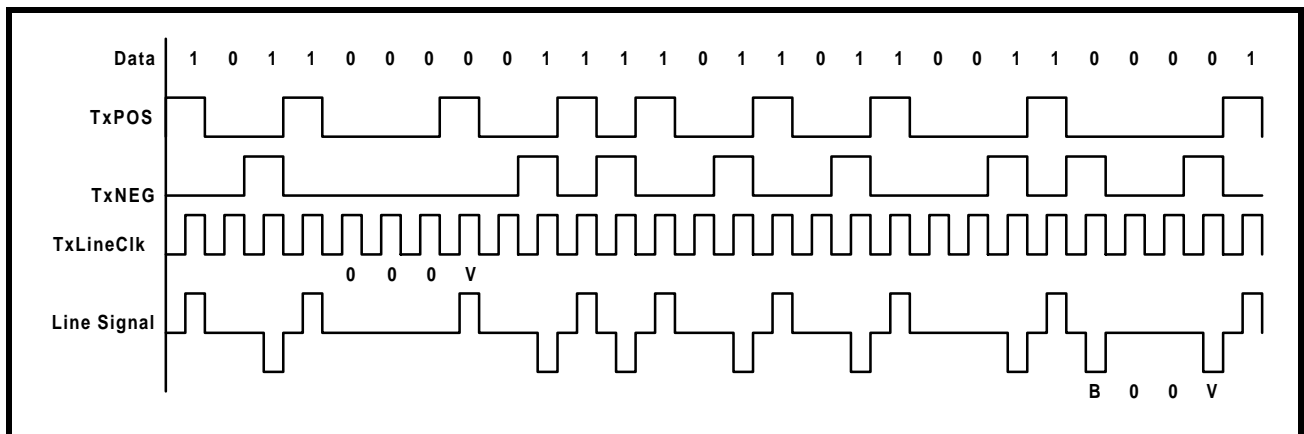 Data 1 0 1 1 0 0 0 0 0 1 1 1 1 0 1 1 0 1 1 0 0 1 1 0 0 0 0 1
TxPOS
TxNEG
TxLineClk
0 0 0 V
Line Signal
B 0 0 V